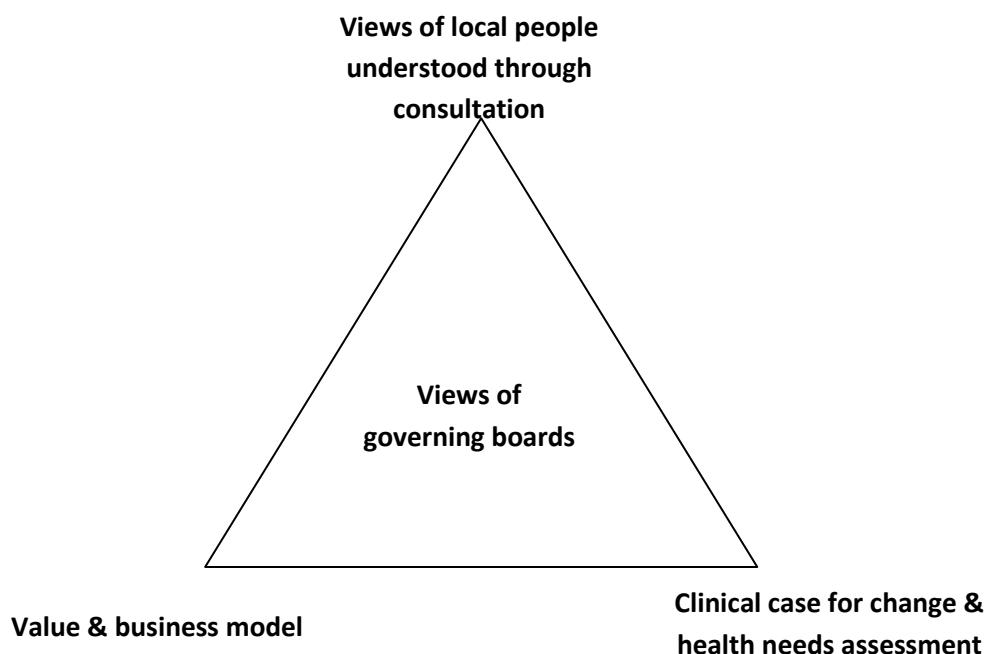 Views of local people
understood through
consultation
Views of
governing boards
Value & business model
Clinical case for change &
health needs assessment